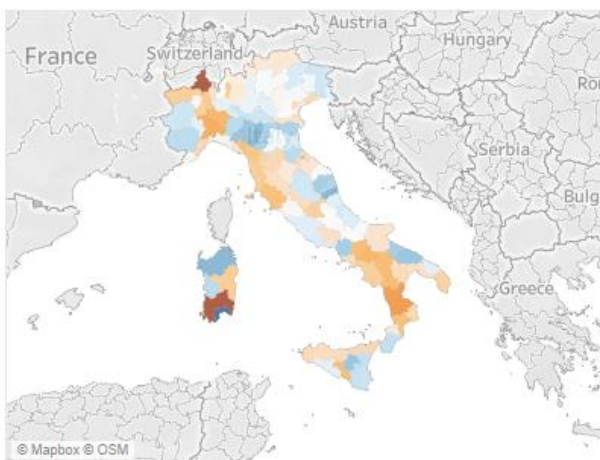 Austria
Hungary
France
Switzerland
Ro
Serbia
Bulg
Greece
© Mapbox © OSM